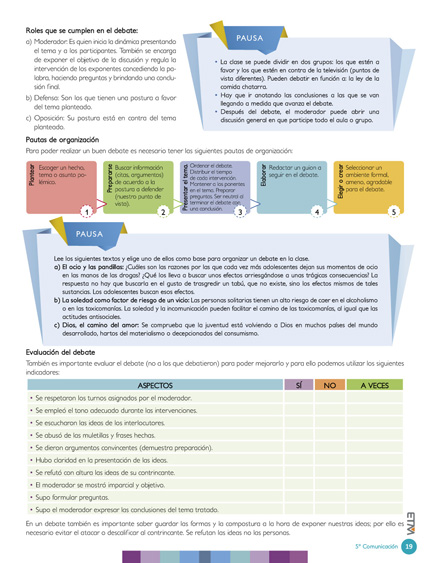 Roles que se cumplen en el debate:
a) Moderador: Es quien inicia la dinámica presentando
el tema y a los participantes. También se encarga
de exponer el objetivo de la discusión y regula la
intervención de los exponentes concediendo la pa-
labra, haciendo preguntas y brindando una conclu-
sión final.
b) Defensa: Son los que tienen una postura a favor
del tema planteado.
c) Oposición: Su postura está en contra del tema
planteado.
PAUSA
• La clase se puede dividir en dos grupos: los que estén a
favor y los que estén en contra de la televisión (puntos de
vista diferentes). Pueden debatir en función a: la ley de la
comida chatarra.
• Hay que ir anotando las conclusiones a las que se van
llegando a medida que avanza el debate.
• Después del debate, el moderador puede abrir una
discusión general en que participe todo el aula o grupo.
Pautas de organización
Para poder realizar un buen debate es necesario tener las siguientes pautas de organización:
Plantear
Escoger un hecho,
tema o asunto po-
lémico.
1
Prepararse
Buscar información
(citas, argumentos)
de acuerdo a la
postura a defender
(nuestro punto de
vista).
2
Presentar el tema
Ordenar el debate.
Distribuir el tiempo
de cada intervención.
Mantener a los ponentes
en el tema. Preparar
preguntas. Ser neutral al
terminar el debate con
una conclusión.
3
Elaborar
Redactar un guion a
seguir en el debate.
4
Elegir o crear
Seleccionar un
ambiente formal,
ameno, agradable
para el debate.
5
PAUSA
Lee los siguientes textos y elige uno de ellos como base para organizar un debate en la clase.
a) El ocio y las pandillas: ¿Cuáles son las razones por las que cada vez más adolescentes dejan sus momentos de ocio
en las manos de las drogas? ¿Qué los lleva a buscar unos efectos arriesgándose a unas trágicas consecuencias? La
respuesta no hay que buscarla en el gusto de trasgredir un tabú, que no existe, sino los efectos mismos de tales
sustancias. Los adolescentes buscan esos efectos.
b) La soledad como factor de riesgo de un vicio: Las personas solitarias tienen un alto riesgo de caer en el alcoholismo
o en las toxicomanías. La soledad y la incomunicación pueden facilitar el camino de las toxicomanías, al igual que las
actitudes antisociales.
c) Dios, el camino del amor: Se comprueba que la juventud está volviendo a Dios en muchos países del mundo
desarrollado, hartos del materialismo o decepcionados del consumismo.
Evaluación del debate
También es importante evaluar el debate (no a los que debatieron) para poder mejorarlo y para ello podemos utilizar los siguientes
indicadores:
ASPECTOS SÍ NO A VECES
• Se respetaron los turnos asignados por el moderador.
• Se empleó el tono adecuado durante las intervenciones.
• Se escucharon las ideas de los interlocutores.
• Se abusó de las muletillas y frases hechas.
• Se dieron argumentos convincentes (demuestra preparación).
• Hubo claridad en la presentación de las ideas.
• Se refutó con altura las ideas de su contrincante.
• El moderador se mostró imparcial y objetivo.
• Supo formular preguntas.
• Supo el moderador expresar las conclusiones del tema tratado.
En un debate también es importante saber guardar las formas y la compostura a la hora de exponer nuestras ideas; por ello es
necesario evitar el atacar o descalificar al contrincante. Se refutan las ideas no las personas.
5° Comunicación 19